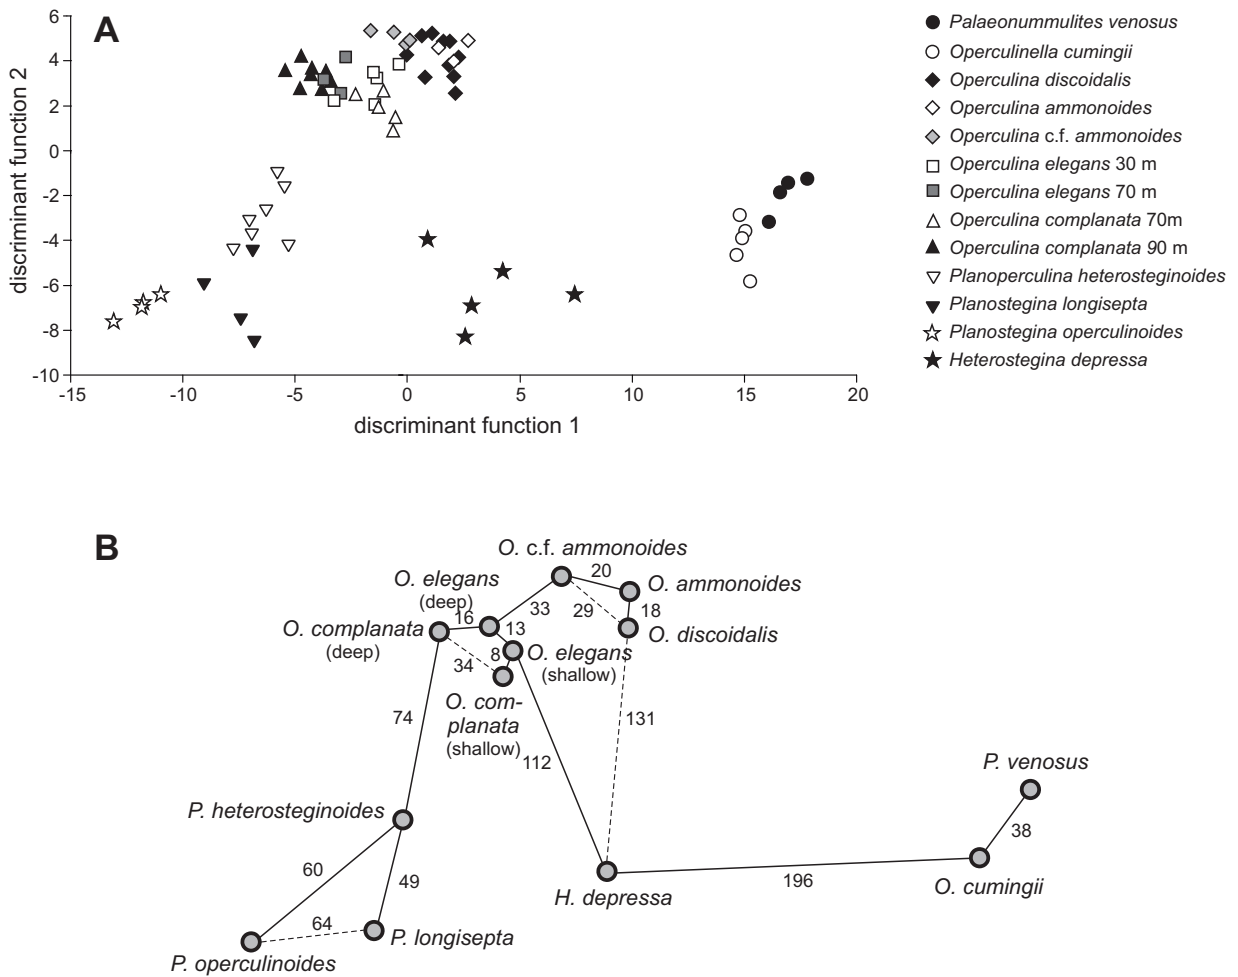 A
6
4
2
0
-2
-4
-6
-8
-10
discriminant function 2
-15
-10
-5
0
5
10
15
20
discriminant function 1
Palaeonummulites venosus
Operculinella cumingii
Operculina discoidalis
Operculina ammonoides
Operculina c.f. ammonoides
Operculina elegans 30 m
Operculina elegans 70 m
Operculina complanata 70m
Operculina complanata 90 m
Planoperculina heterosteginoides
Planostegina longisepta
Planostegina operculinoides
Heterostegina depressa
B
O. c.f. ammonoides
20
O. ammonoides
O. elegans
(deep)
16
33
29
18
O. complanata
(deep)
13
O. discoidalis
8
O. elegans
(shallow)
34
O. com-
planata
(shallow)
74
131
112
P. venosus
P. heterosteginoides
38
60
49
196
O. cumingii
H. depressa
64
P. longisepta
P. operculinoides